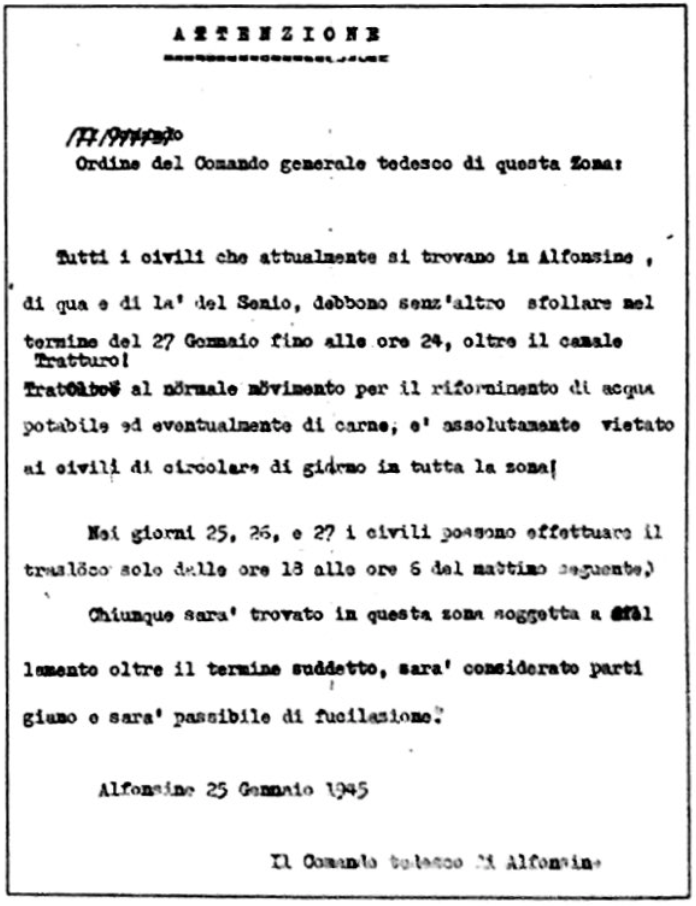 ATTENZIONE
Il Comando
Ordine del Comando generale tedesco di questa Zona:
Tutti i civili che attualmente si trovano in Alfonsine ,
di qua e di la' del Senio, debbono senz'altro sfollare nel
termine del 27 Gennaio fino alle ore 24, oltre il canale
Tratturo!
al normale movimento per il rifornimento di acqua
potabile ed eventualmente di carne, e' assolutamente vietato
ai civili di circolare di giorno in tutta la zona!
Nei giorni 25, 26, e 27 i civili possono effettuare il
trasloco solo dalle ore 18 alle ore 6 del mattino seguente.
Chiunque sara' trovato in questa zona soggetta a sfol
lamento oltre il termine suddetto, sara' considerato parti
giano e sara' passibile di fucilazione.
Alfonsine 25 Gennaio 1945
Il Comando tedesco di Alfonsine